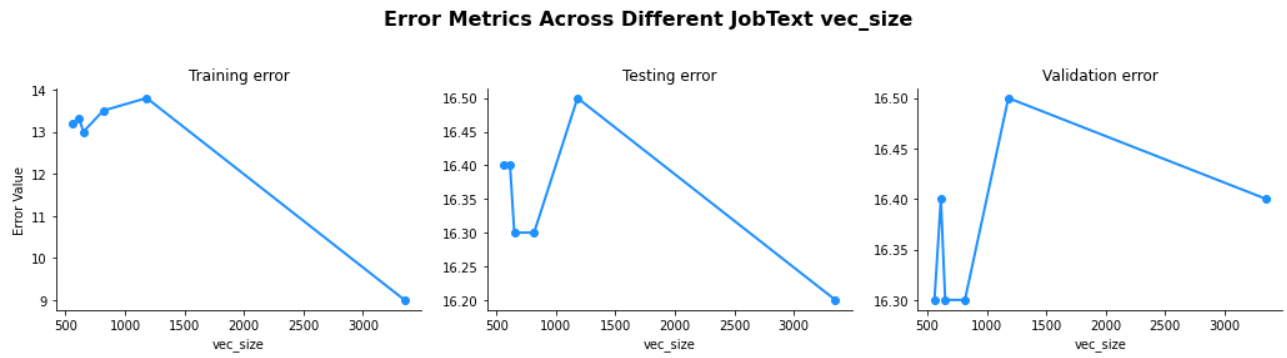 Error Metrics Across Different JobText vec_size
Training error
Testing error
Validation error
14
13
12
11
10
9
Error Value
500 1000 1500 2000 2500 3000
vec_size
16.50
16.45
16.40
16.35
16.30
16.25
16.20
500 1000 1500 2000 2500 3000
vec_size
16.50
16.45
16.40
16.35
16.30
500 1000 1500 2000 2500 3000
vec_size